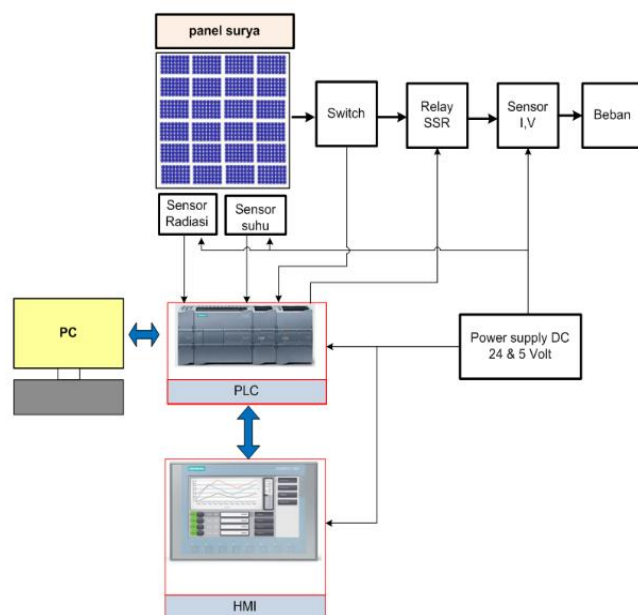 panel surya
Switch
Relay
SSR
Sensor
I,V
Beban
Sensor
Radiasi
Sensor
suhu
PC
Power supply DC
24 & 5 Volt
PLC
HMI